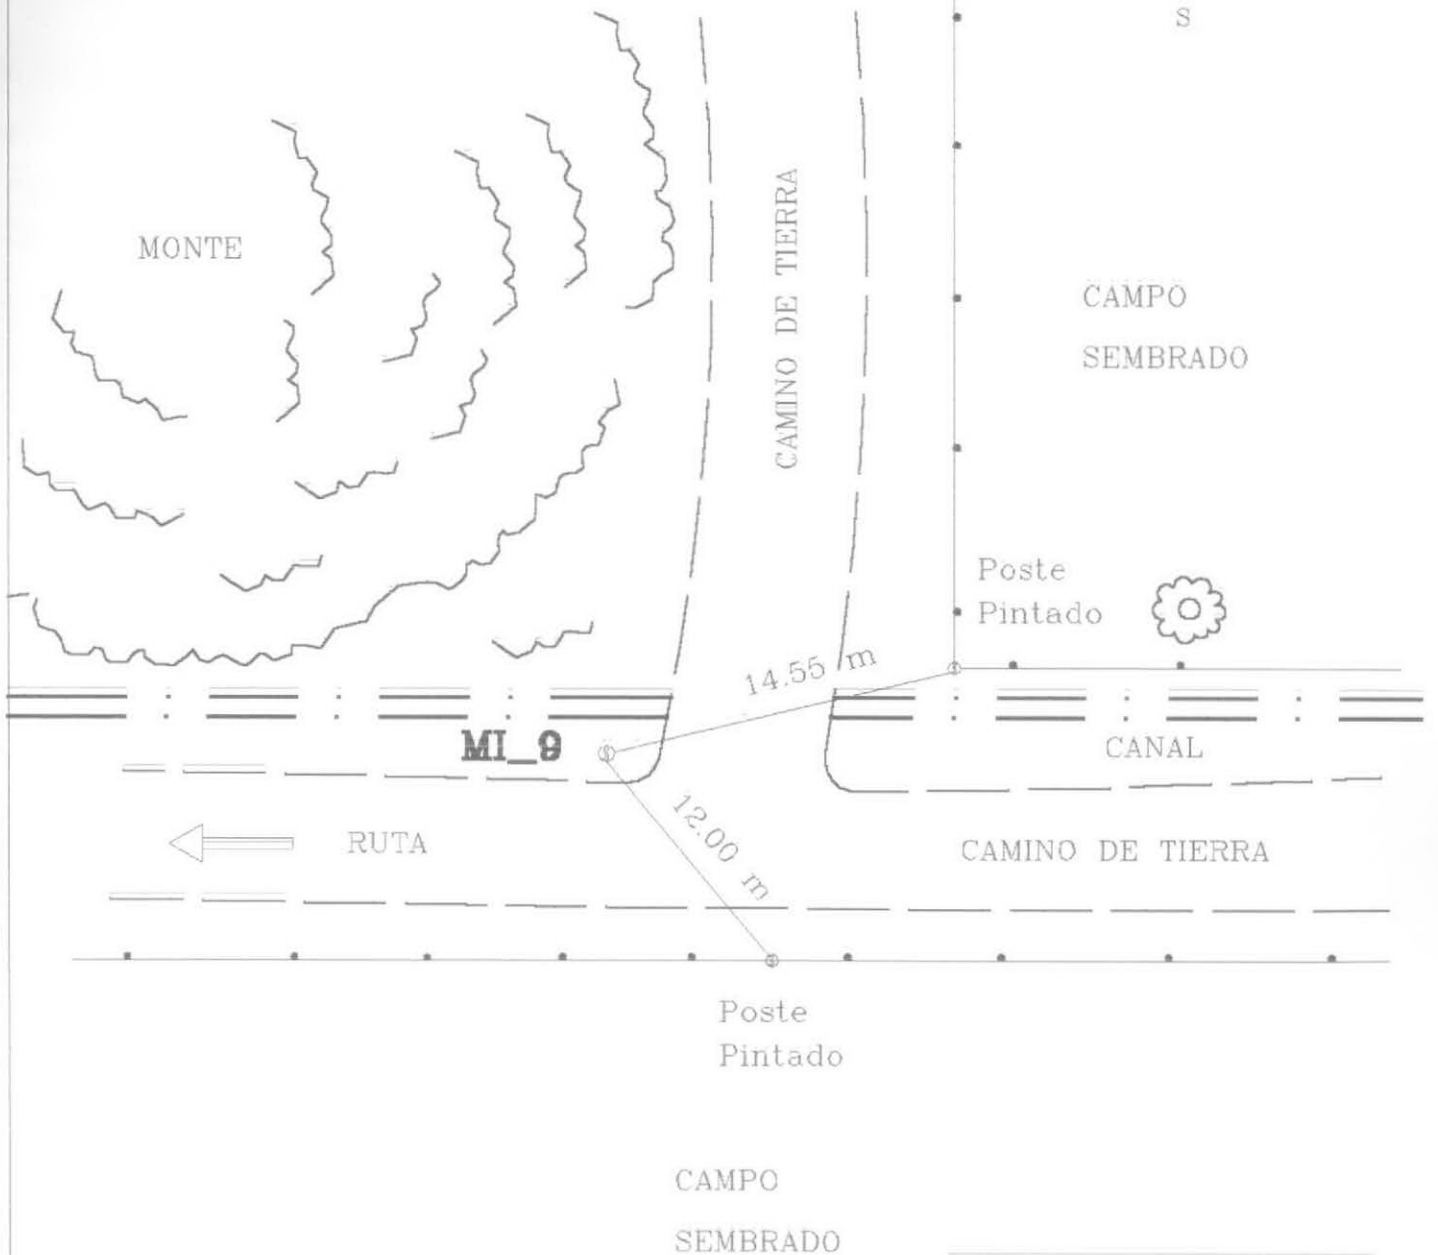 S
MONTE
CAMINO DE TIERRA
CAMPO
SEMBRADO
Poste
Pintado
14.55 m
MI_9
CANAL
12.00 m
RUTA
CAMINO DE TIERRA
Poste
Pintado
CAMPO
SEMBRADO